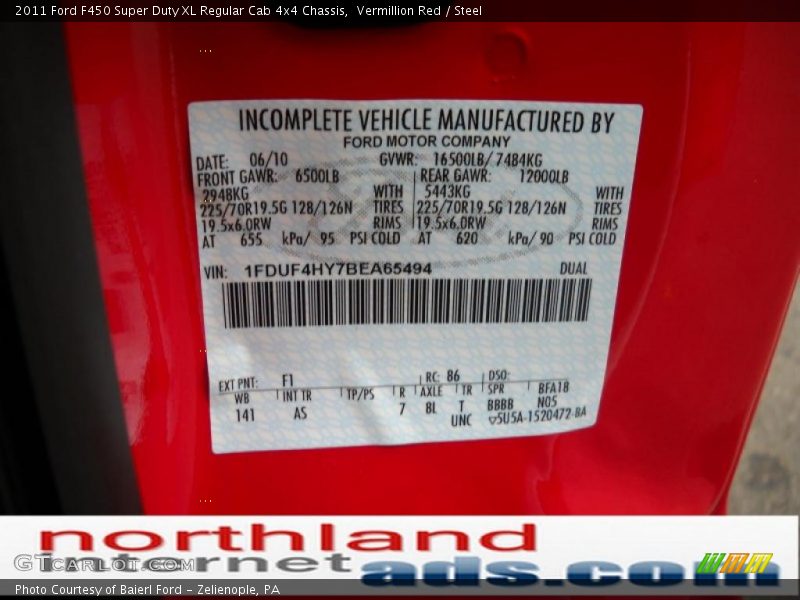 2011 Ford F450 Super Duty XL Regular Cab 4x4 Chassis,  Vermillion Red / Steel
INCOMPLETE VEHICLE MANUFACTURED BY
FORD MOTOR COMPANY
DATE: 06/10 GVWR: 16500LB/ 7484KG
FRONT GAWR: 6500LB REAR GAWR: 12000LB
2948KG WITH 5443KG WITH
225/70R19.5G 128/126N TIRES 225/70R19.5G 128/126N TIRES
19.5x6.0RW RIMS 19.5x6.0RW RIMS
AT 655 kPa/ 95 PSI COLD AT 620 kPa/ 90 PSI COLD
VIN: 1FDUF4HY7BEA65494 DUAL
EXT PNT: F1 RC: 86 DSO:
WB INT TR TP/PS R AXLE TR SPR BFA18
141 AS 7 8L T BBBB N05
UNC 5U5A-1520472-BA
northland
internet
ads.com
GTCARLOT.COM
Photo Courtesy of Baierl Ford - Zelienople, PA